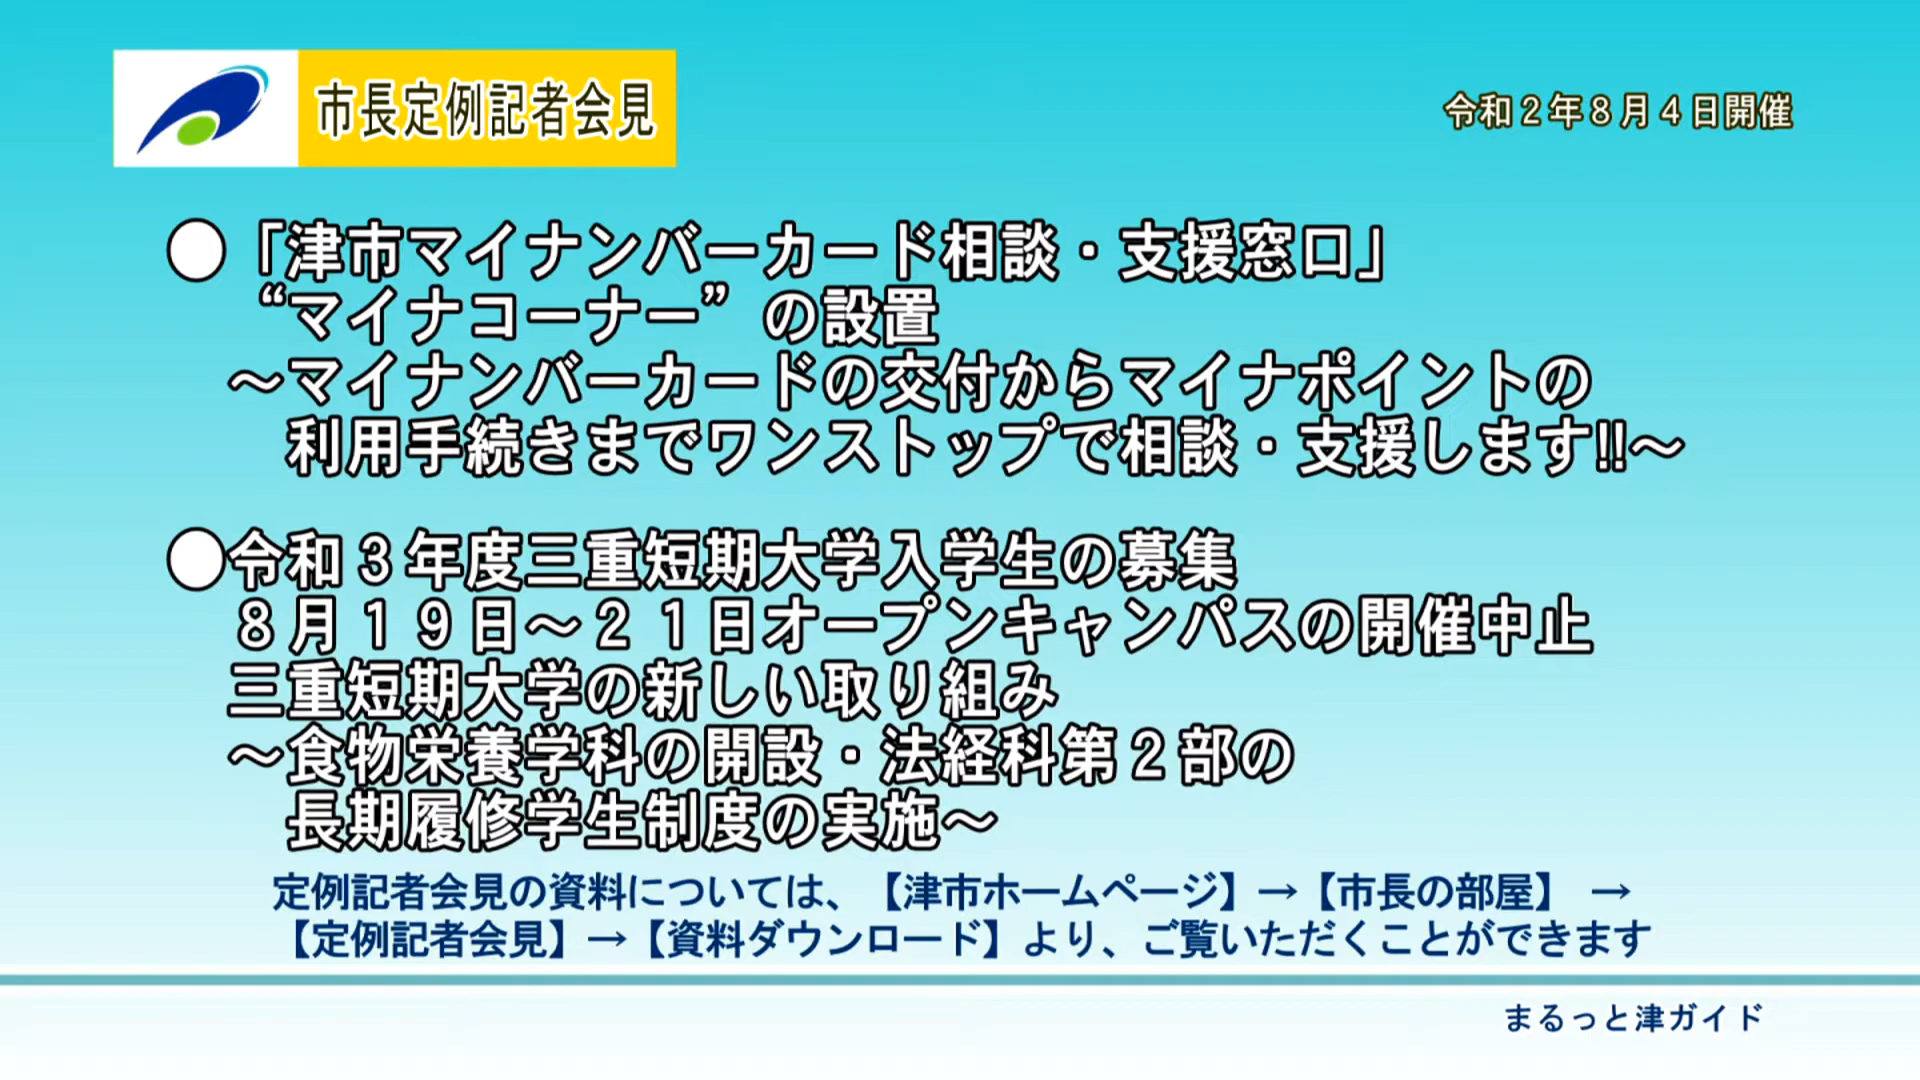 市長定例記者会見
令和２年８月４日開催
●「津市マイナンバーカード相談・支援窓口」
“マイナコーナー”の設置
～マイナンバーカードの交付からマイナポイントの
利用手続きまでワンストップで相談・支援します!!～
●令和３年度三重短期大学入学生の募集
８月１９日～２１日オープンキャンパスの開催中止
三重短期大学の新しい取り組み
～食物栄養学科の開設・法経科第２部の
長期履修学生制度の実施～
定例記者会見の資料については、【津市ホームページ】→【市長の部屋】 →
【定例記者会見】→【資料ダウンロード】より、ご覧いただくことができます
まるっと津ガイド